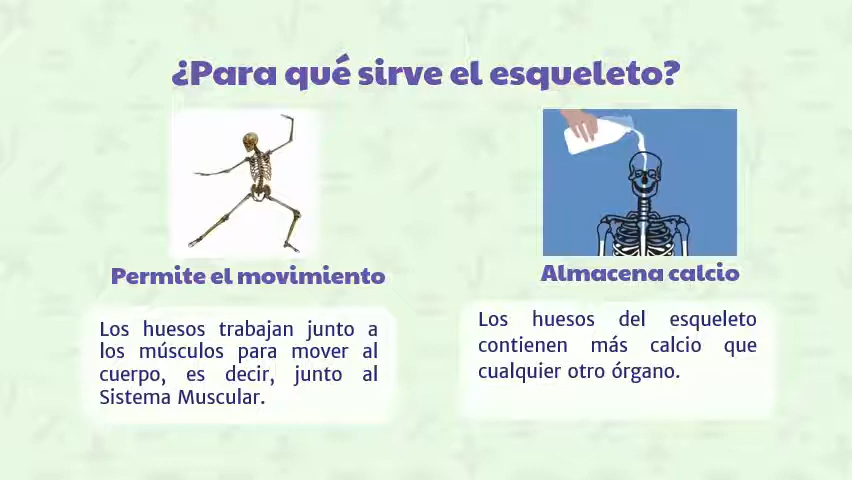 ¿Para qué sirve el esqueleto?
Permite el movimiento
Los huesos trabajan junto a
los músculos para mover al
cuerpo, es decir, junto al
Sistema Muscular.
Almacena calcio
Los huesos del esqueleto
contienen más calcio que
cualquier otro órgano.